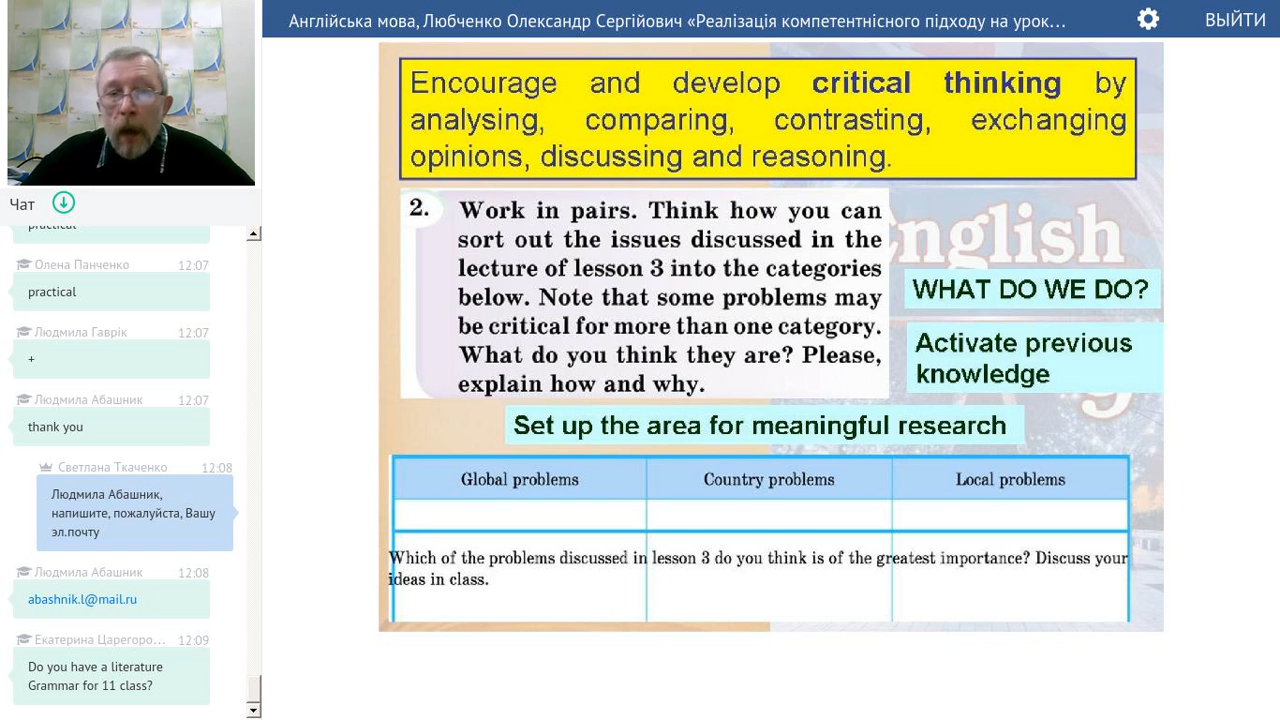 Англійська мова, Любченко Олександр Сергійович «Реалізація компетентнісного підходу на урок...
ВЫЙТИ
Чат
practical
Олена Панченко 12:07
practical
Людмила Гаврік 12:07
+
Людмила Абашник 12:07
thank you
Светлана Ткаченко 12:08
Людмила Абашник,
напишите, пожалуйста, Вашу
эл.почту
Людмила Абашник 12:08
abashnik.l@mail.ru
Екатерина Царегоро... 12:09
Do you have a literature
Grammar for 11 class?
Encourage and develop critical thinking by
analysing, comparing, contrasting, exchanging
opinions, discussing and reasoning.
2. Work in pairs. Think how you can
sort out the issues discussed in the
lecture of lesson 3 into the categories
below. Note that some problems may
be critical for more than one category.
What do you think they are? Please,
explain how and why.
English
WHAT DO WE DO?
Activate previous
knowledge
Set up the area for meaningful research
Global problems Country problems Local problems
Which of the problems discussed in lesson 3 do you think is of the greatest importance? Discuss your
ideas in class.